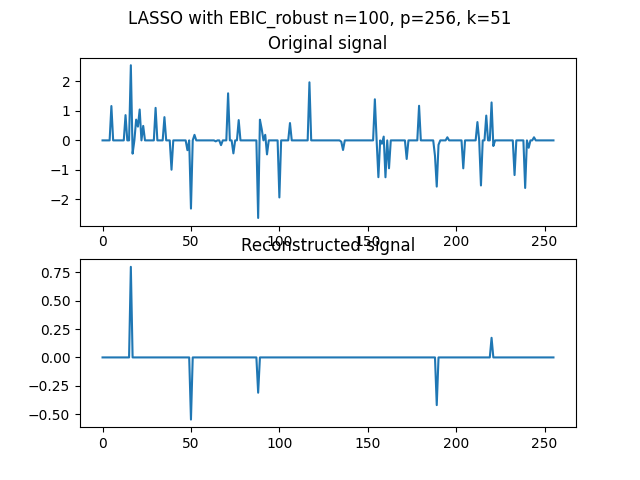 LASSO with EBIC_robust n=100, p=256, k=51
Original signal
2
1
0
−1
−2
0 50 100 150 200 250
Reconstructed signal
0.75
0.50
0.25
0.00
−0.25
−0.50
0 50 100 150 200 250